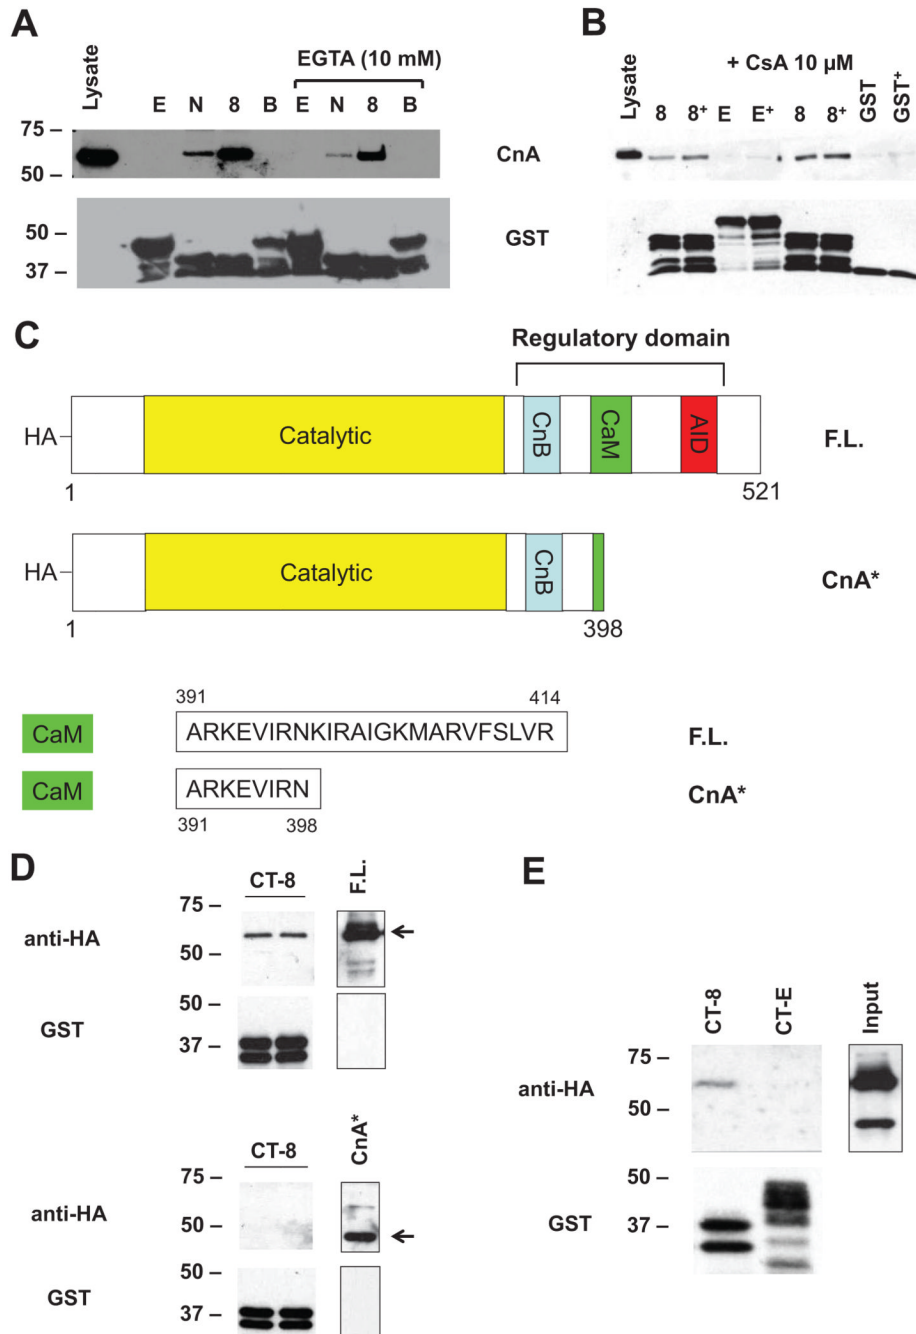 A
EGTA (10 mM)
Lysate E N 8 B E N 8 B
75 –
50 –
CnA
50 –
37 –
GST
B
+ CsA 10 µM
Lysate 8 8+ E E+ 8 8+ GST GST+
C
Regulatory domain
HA Catalytic CnB CaM AID F.L.
1 521
HA Catalytic CnB CnA*
1 398
391 414
CaM ARKEVIRNKIRAIGKMARVFSLVR F.L.
CaM ARKEVIRN CnA*
391 398
D
CT-8 F.L.
75 –
anti-HA
50 –
50 –
GST
37 –
CT-8 CnA*
75 –
anti-HA
50 –
50 –
GST
37 –
E
CT-8 CT-E Input
75 –
anti-HA
50 –
50 –
GST
37 –